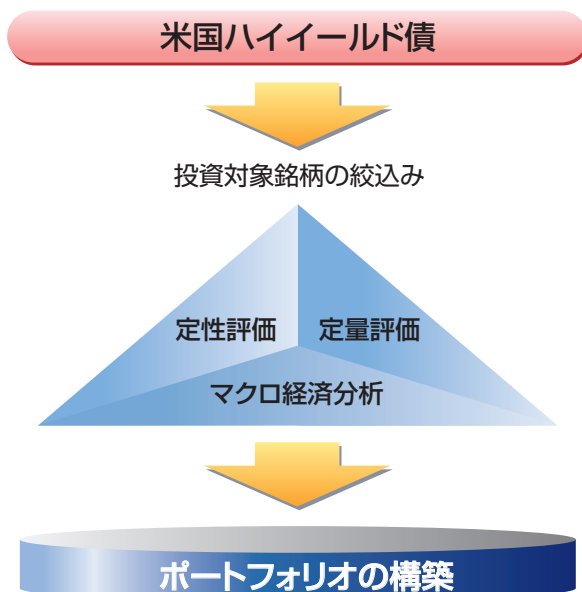 米国ハイイールド債
投資対象銘柄の絞込み
定性評価 定量評価
マクロ経済分析
ポートフォリオの構築